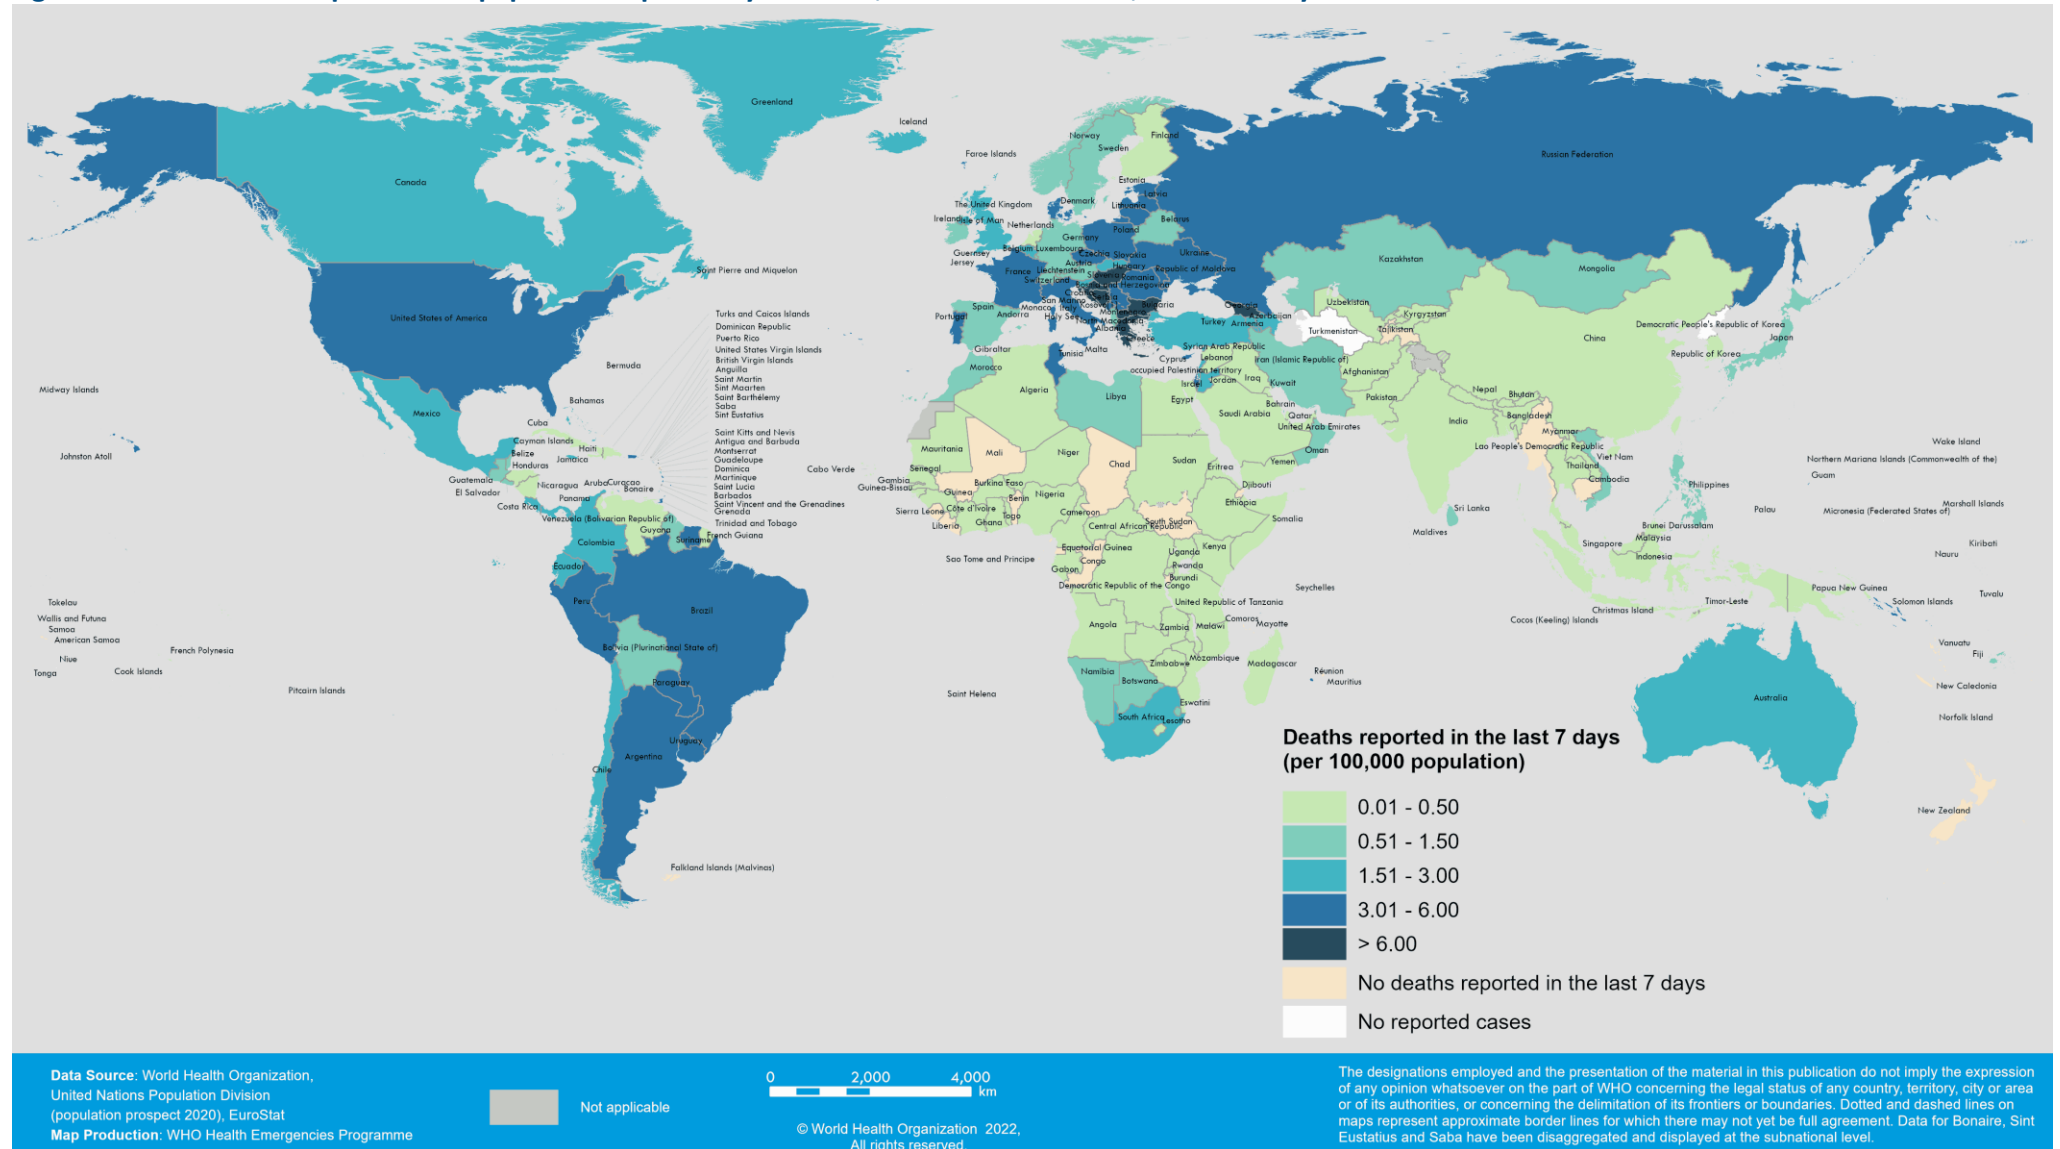 Greenland
Iceland
Norway
Finland
Sweden
Russian Federation
Faroe Islands
Canada
Estonia
Latvia
Denmark
Lithuania
The United Kingdom
Ireland
Isle of Man
Belarus
Netherlands
Poland
Germany
Belgium
Luxembourg
Guernsey
Jersey
Czechia
Slovakia
Ukraine
Austria
Hungary
Kazakhstan
Mongolia
Saint Pierre and Miquelon
France
Liechtenstein
Slovenia
Romania
Republic of Moldova
Switzerland
Bosnia and Herzegovina
San Marino
Italy
Kosovo
Serbia
Bulgaria
Georgia
Uzbekistan
Spain
Monaco
Andorra
Portugal
Holy See
North Macedonia
Albania
Greece
Azerbaijan
Turkey
Armenia
Kyrgyzstan
Turkmenistan
Tajikistan
Democratic People's Republic of Korea
China
Japan
Republic of Korea
United States of America
Turks and Caicos Islands
Dominican Republic
Puerto Rico
United States Virgin Islands
British Virgin Islands
Anguilla
Saint Martin
Sint Maarten
Saint Barthélemy
Saba
Sint Eustatius
Saint Kitts and Nevis
Antigua and Barbuda
Montserrat
Guadeloupe
Dominica
Martinique
Saint Lucia
Barbados
Saint Vincent and the Grenadines
Grenada
Trinidad and Tobago
French Guiana
Gibraltar
Malta
Tunisia
Cyprus
Syrian Arab Republic
Lebanon
Iran (Islamic Republic of)
Morocco
occupied Palestinian territory
Israel
Jordan
Iraq
Kuwait
Afghanistan
Bermuda
Midway Islands
Bahamas
Algeria
Libya
Egypt
Bahrain
Saudi Arabia
Qatar
United Arab Emirates
Pakistan
Nepal
Bhutan
India
Bangladesh
Myanmar
Lao People's Democratic Republic
Viet Nam
Thailand
Cambodia
Philippines
Wake Island
Northern Mariana Islands (Commonwealth of the)
Guam
Marshall Islands
Palau
Micronesia (Federated States of)
Mexico
Cuba
Cayman Islands
Haiti
Belize
Jamaica
Honduras
Guatemala
El Salvador
Nicaragua
Aruba
Curacao
Bonaire
Panama
Costa Rica
Venezuela (Bolivarian Republic of)
Guyana
Suriname
Colombia
Ecuador
Johnston Atoll
Cabo Verde
Mauritania
Mali
Niger
Chad
Sudan
Eritrea
Yemen
Oman
Senegal
Gambia
Guinea-Bissau
Guinea
Burkina Faso
Benin
Nigeria
Djibouti
Ethiopia
Sierra Leone
Côte d'Ivoire
Liberia
Ghana
Togo
Cameroon
Central African Republic
South Sudan
Somalia
Sri Lanka
Maldives
Brunei Darussalam
Malaysia
Singapore
Indonesia
Kiribati
Nauru
Sao Tome and Principe
Equatorial Guinea
Congo
Gabon
Uganda
Kenya
Rwanda
Burundi
Democratic Republic of the Congo
United Republic of Tanzania
Seychelles
Papua New Guinea
Timor-Leste
Solomon Islands
Tuvalu
Christmas Island
Cocos (Keeling) Islands
Peru
Brazil
Tokelau
Wallis and Futuna
Samoa
American Samoa
Niue
Tonga
Cook Islands
French Polynesia
Pitcairn Islands
Angola
Zambia
Malawi
Comoros
Mayotte
Mozambique
Zimbabwe
Madagascar
Namibia
Botswana
Réunion
Mauritius
Vanuatu
Fiji
New Caledonia
Norfolk Island
Australia
Bolivia (Plurinational State of)
Paraguay
Saint Helena
Eswatini
South Africa
Lesotho
Uruguay
Argentina
Chile
New Zealand
Falkland Islands (Malvinas)
Deaths reported in the last 7 days
(per 100,000 population)
0.01 - 0.50
0.51 - 1.50
1.51 - 3.00
3.01 - 6.00
> 6.00
No deaths reported in the last 7 days
No reported cases
Data Source: World Health Organization,
United Nations Population Division
(population prospect 2020), EuroStat
Map Production: WHO Health Emergencies Programme
Not applicable
0 2,000 4,000
km
© World Health Organization 2022,
All rights reserved
The designations employed and the presentation of the material in this publication do not imply the expression
of any opinion whatsoever on the part of WHO concerning the legal status of any country, territory, city or area
or of its authorities, or concerning the delimitation of its frontiers or boundaries. Dotted and dashed lines on
maps represent approximate border lines for which there may not yet be full agreement. Data for Bonaire, Sint
Eustatius and Saba have been disaggregated and displayed at the subnational level.